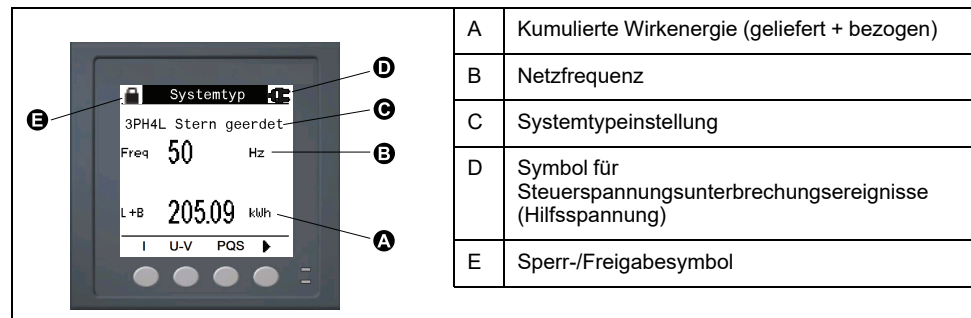 Systemtyp
3PH4L Stern geerdet
Freq 50 Hz
L+B 205.09 kWh
I U-V PQS
E
D
C
B
A
A Kumulierte Wirkenergie (geliefert + bezogen)
B Netzfrequenz
C Systemtypeinstellung
D Symbol für
Steuerspannungsunterbrechungsereignisse
(Hilfsspannung)
E Sperr-/Freigabesymbol